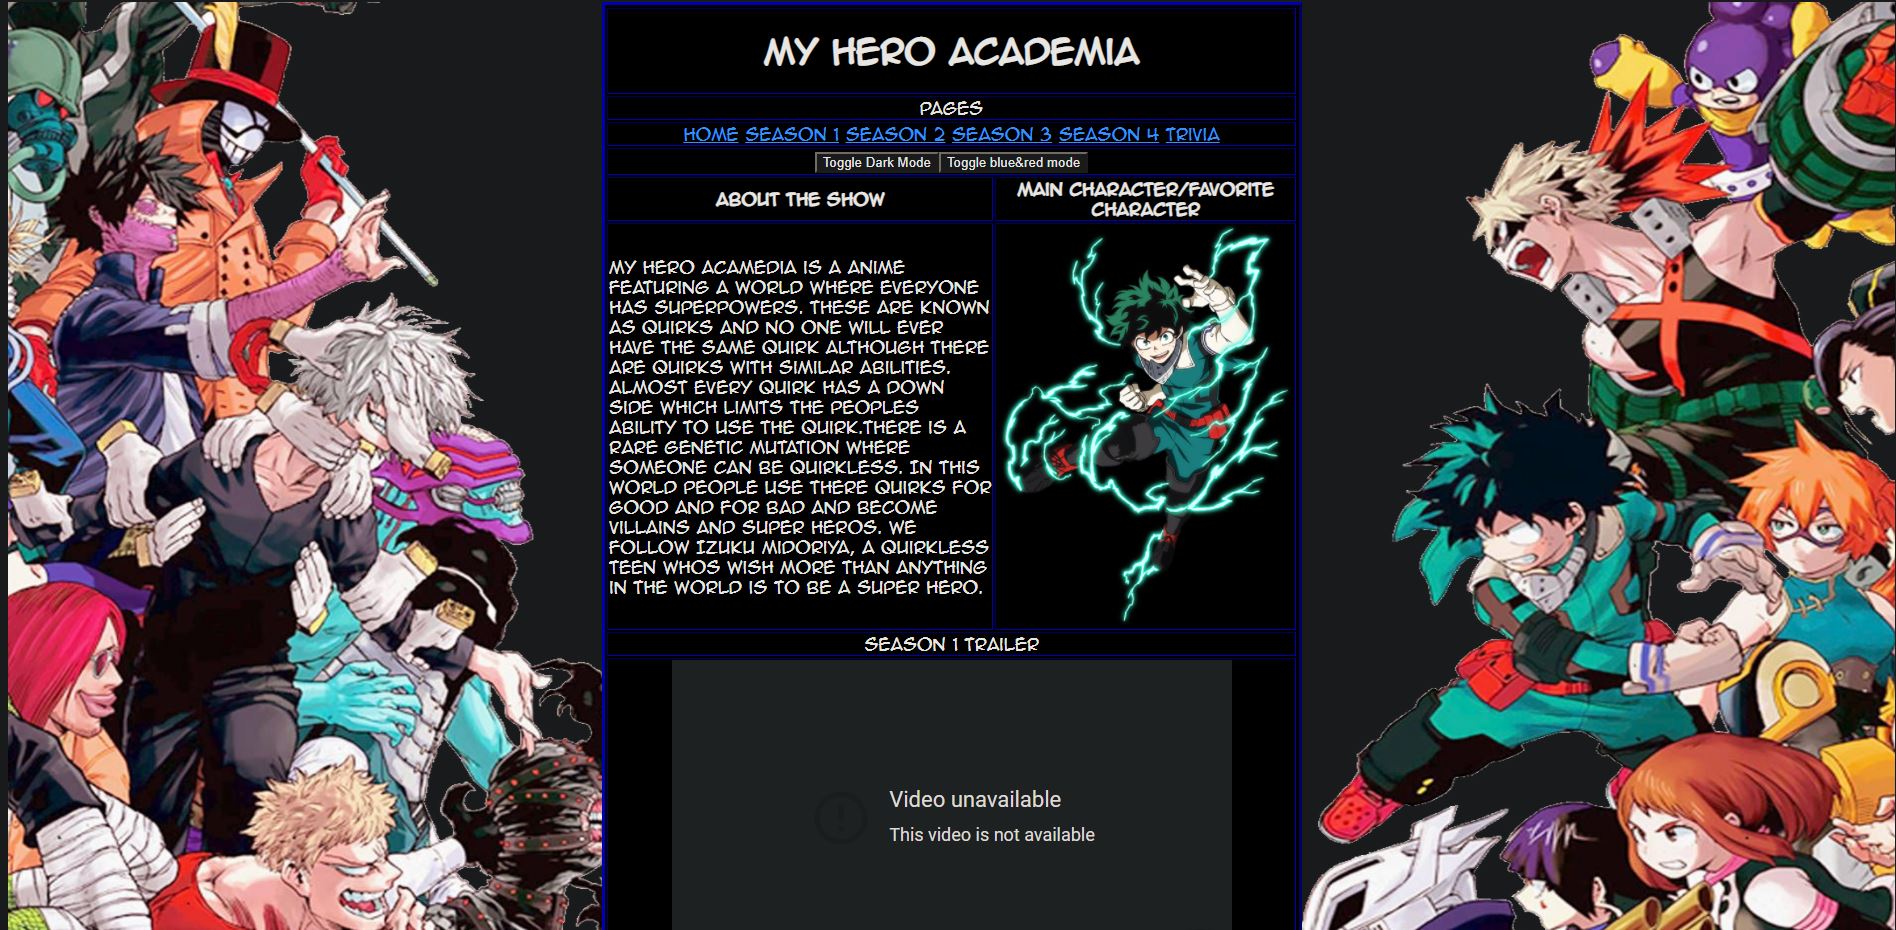 MY HERO ACADEMIA
PAGES
HOME SEASON 1 SEASON 2 SEASON 3 SEASON 4 TRIVIA
Toggle Dark Mode Toggle blue&red mode
ABOUT THE SHOW
MAIN CHARACTER/FAVORITE
CHARACTER
MY HERO ACAMEDIA IS A ANIME
FEATURING A WORLD WHERE EVERYONE
HAS SUPERPOWERS. THESE ARE KNOWN
AS QUIRKS AND NO ONE WILL EVER
HAVE THE SAME QUIRK ALTHOUGH THERE
ARE QUIRKS WITH SIMILAR ABILITIES.
ALMOST EVERY QUIRK HAS A DOWN
SIDE WHICH LIMITS THE PEOPLES
ABILITY TO USE THE QUIRK.THERE IS A
RARE GENETIC MUTATION WHERE
SOMEONE CAN BE QUIRKLESS. IN THIS
WORLD PEOPLE USE THERE QUIRKS FOR
GOOD AND FOR BAD AND BECOME
VILLAINS AND SUPER HEROS. WE
FOLLOW IZUKU MIDORIYA, A QUIRKLESS
TEEN WHOS WISH MORE THAN ANYTHING
IN THE WORLD IS TO BE A SUPER HERO.
SEASON 1 TRAILER
Video unavailable
This video is not available